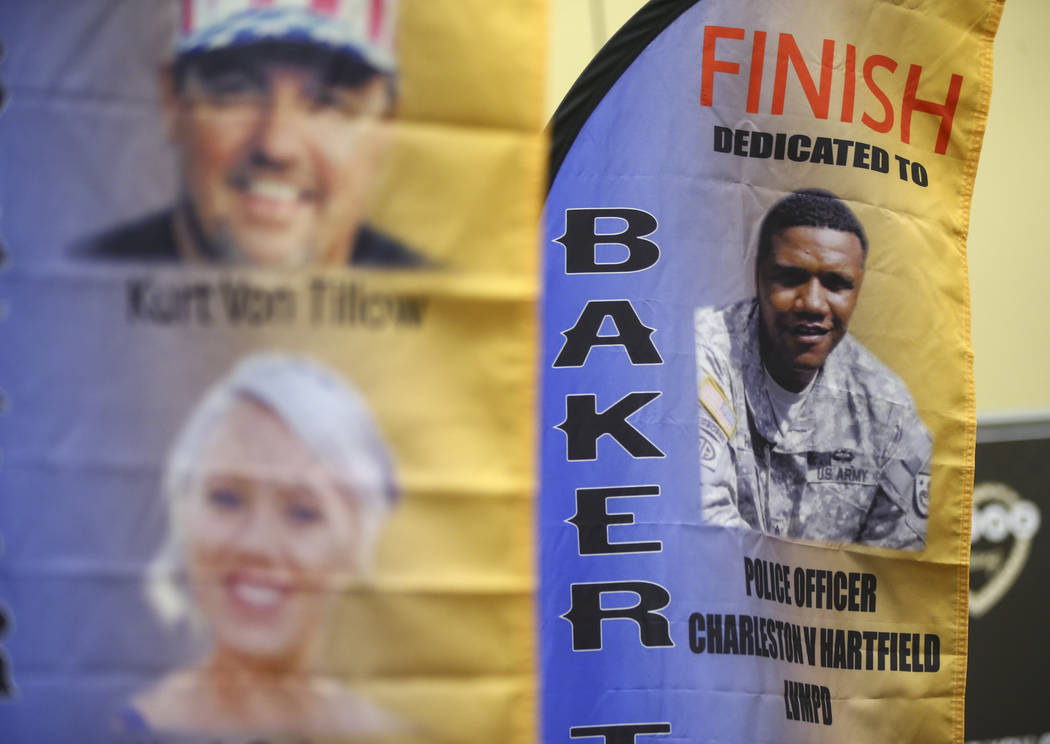 Kurt Von Tillow
FINISH
DEDICATED TO
BAKER T
US ARMY
POLICE OFFICER
CHARLESTON V HARTFIELD
LVMPD